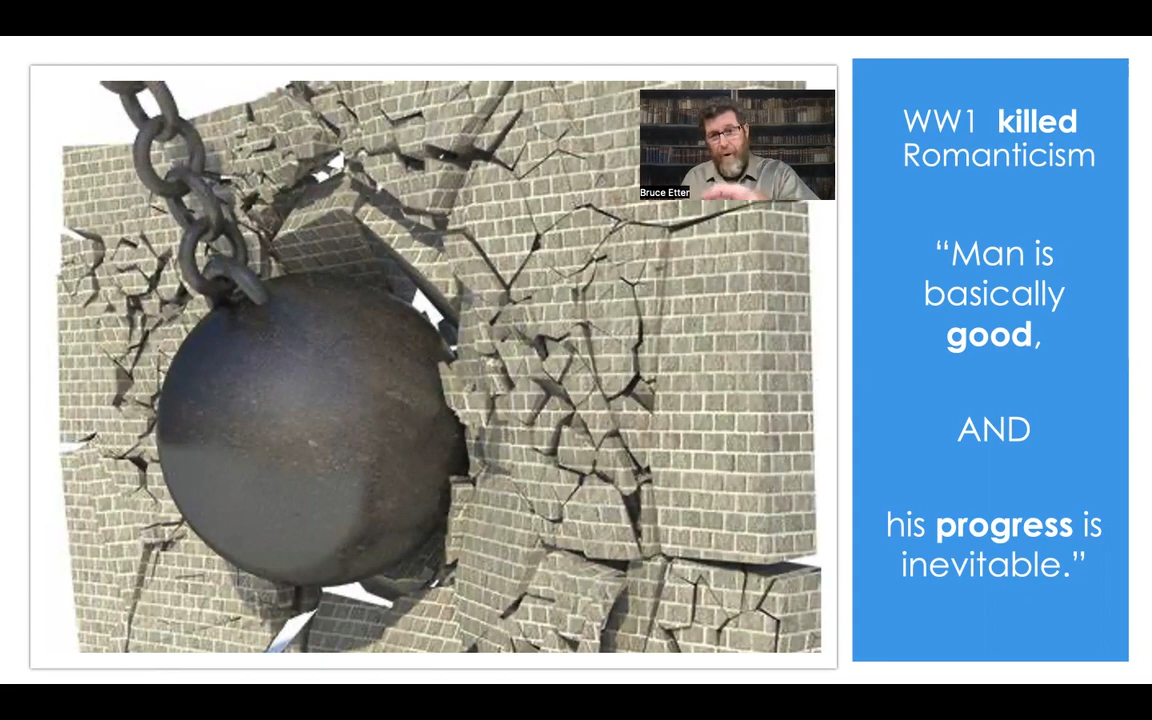 WW1 killed
Romanticism
“Man is
basically
good,
AND
his progress is
inevitable.”
Bruce Etter